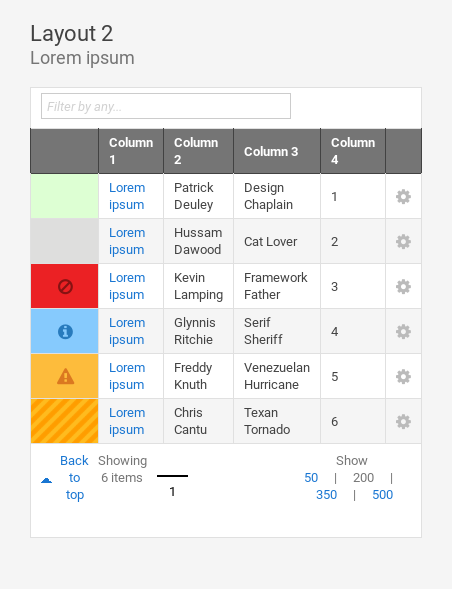 Layout 2
Lorem ipsum
Filter by any...
Column 1 Column 2 Column 3 Column 4
Lorem ipsum Patrick Deuley Design Chaplain 1
Lorem ipsum Hussam Dawood Cat Lover 2
Lorem ipsum Kevin Lamping Framework Father 3
Lorem ipsum Glynnis Ritchie Serif Sheriff 4
Lorem ipsum Freddy Knuth Venezuelan Hurricane 5
Lorem ipsum Chris Cantu Texan Tornado 6
Back to top
Showing 6 items
1
Show
50 | 200 |
350 | 500